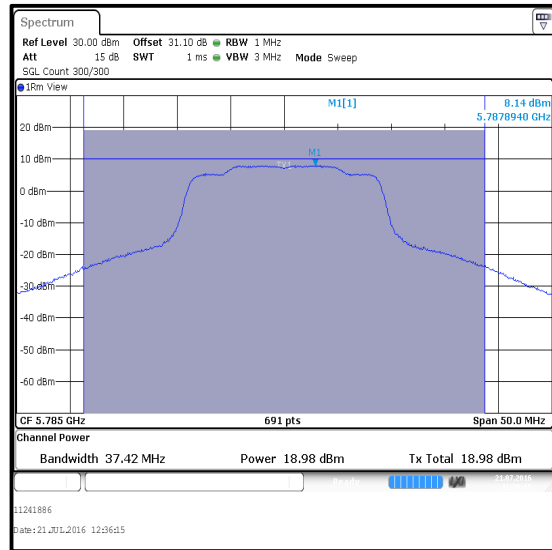 Spectrum
Ref Level 30.00 dBm Offset 31.10 dB RBW 1 MHz
Att 15 dB SWT 1 ms VBW 3 MHz Mode Sweep
SGL Count 300/300
1Rm View
M1[1] 8.14 dBm
5.7878940 GHz
20 dBm
10 dBm
M1
0 dBm
-10 dBm
-20 dBm
-30 dBm
-40 dBm
-50 dBm
-60 dBm
CF 5.785 GHz 691 pts Span 50.0 MHz
Channel Power
Bandwidth 37.42 MHz Power 18.98 dBm Tx Total 18.98 dBm
Ready 21.07.2016
11241886
Date: 21.JUL.2016 12:36:15